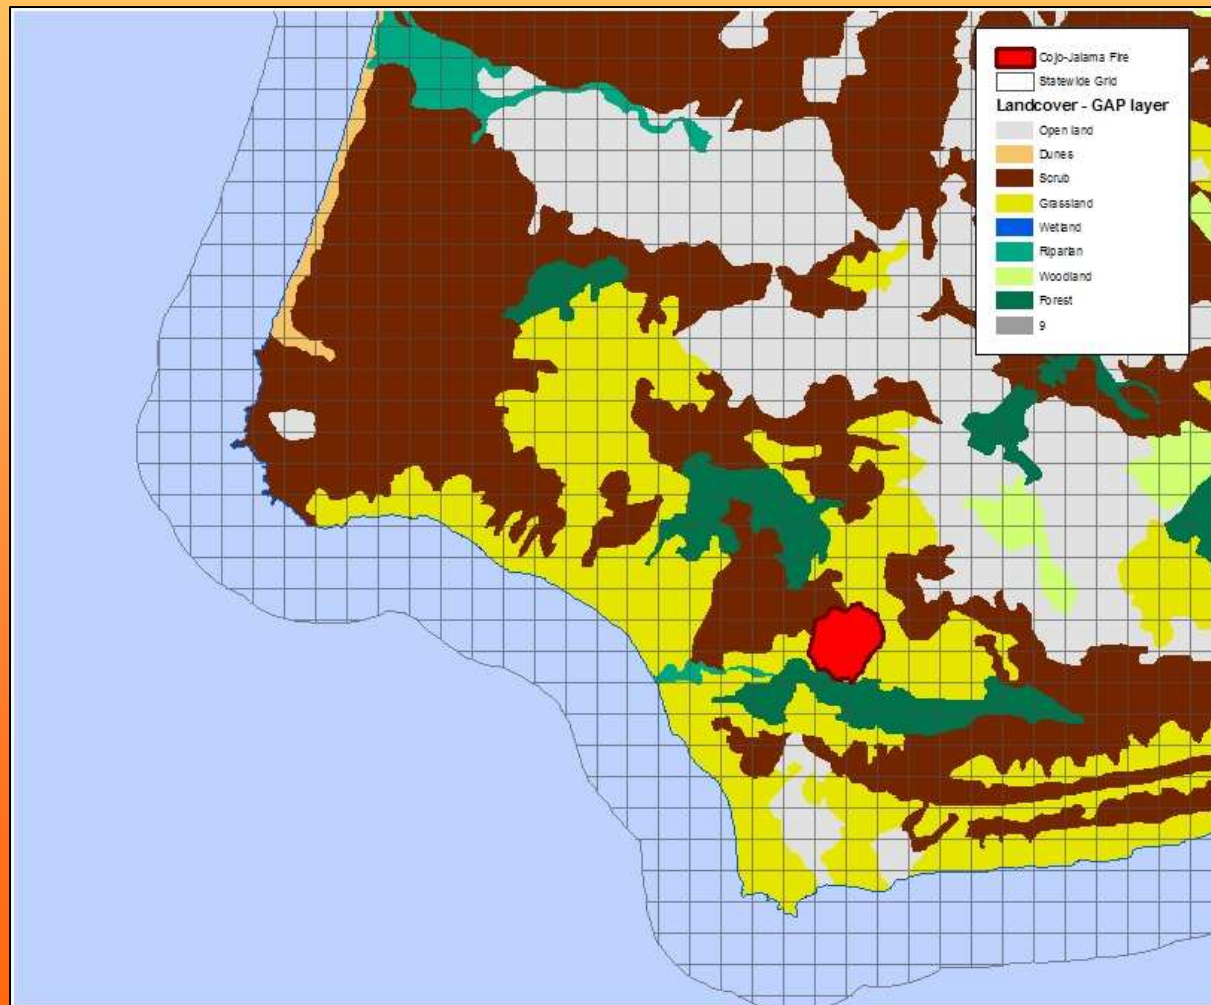 Cojo-Jalama Fire
Statewide Grid
Landcover - GAP layer
Open land
Dunes
Scrub
Grassland
Wetland
Riparian
Woodland
Forest
9